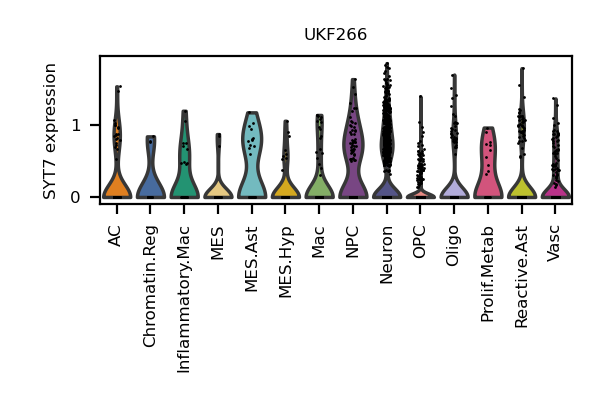 UKF266
SYT7 expression
1
0
AC
Chromatin.Reg
Inflammatory.Mac
MES
MES.Ast
MES.Hyp
Mac
NPC
Neuron
OPC
Oligo
Prolif.Metab
Reactive.Ast
Vasc